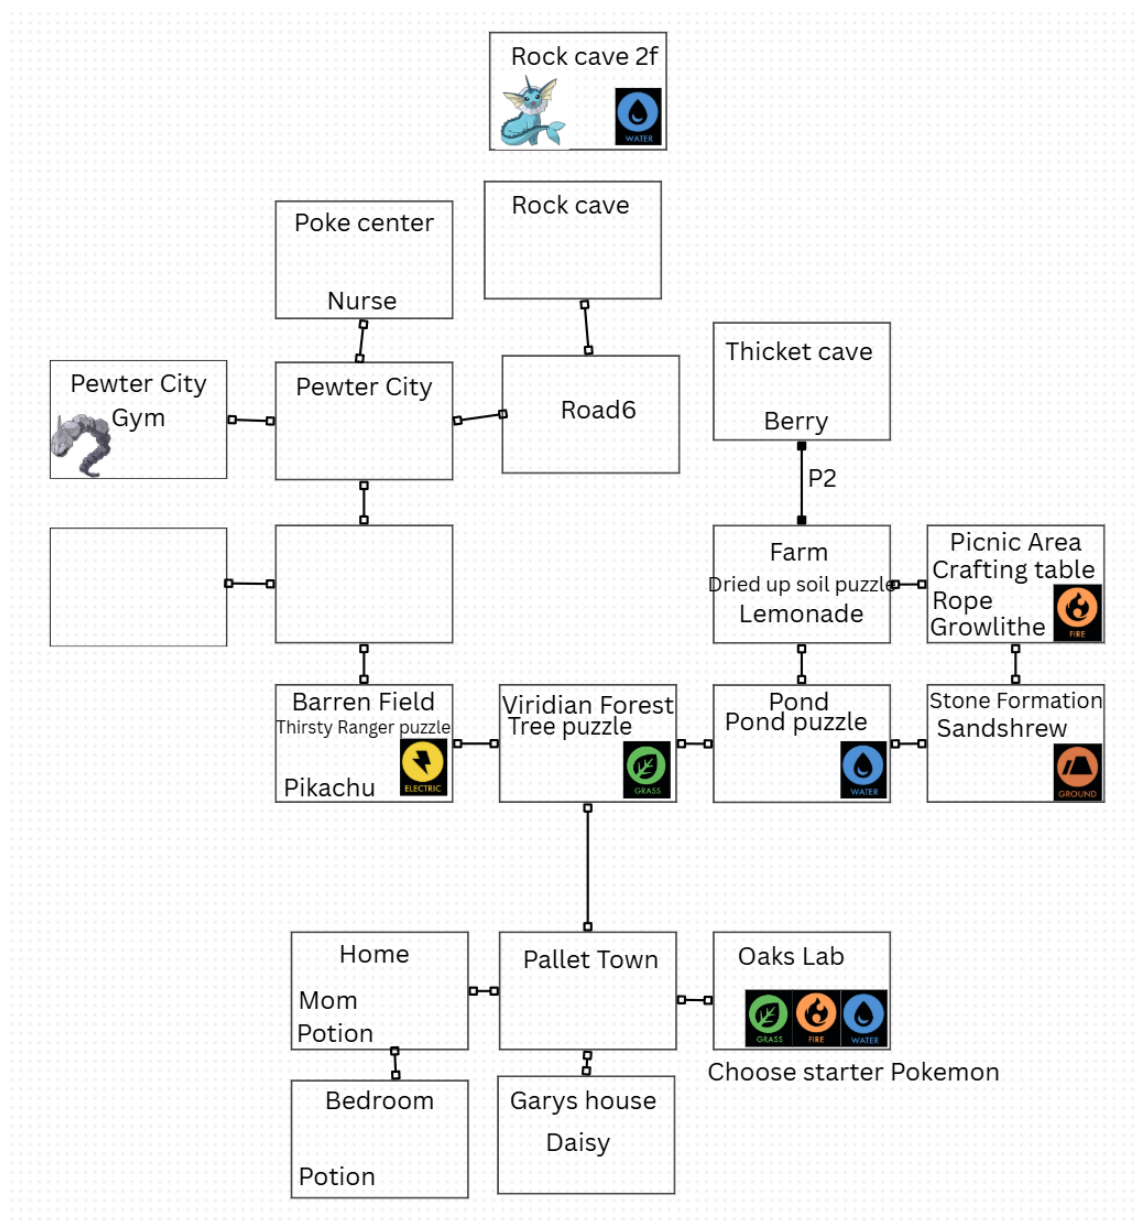 Rock cave 2f
WATER
Rock cave
Poke center
Nurse
Thicket cave
Berry
Pewter City
Gym
Pewter City
Road6
P2
Farm
Dried up soil puzzle
Lemonade
Picnic Area
Crafting table
Rope
Growlithe
FIRE
Barren Field
Thirsty Ranger puzzle
Pikachu
ELECTRIC
Viridian Forest
Tree puzzle
GRASS
Pond
Pond puzzle
WATER
Stone Formation
Sandshrew
GROUND
Home
Mom
Potion
Pallet Town
Oaks Lab
GRASS
FIRE
WATER
Choose starter Pokemon
Bedroom
Potion
Garys house
Daisy